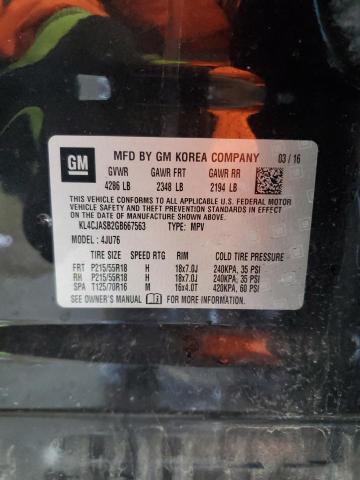 GM MFD BY GM KOREA COMPANY 03/16
GVWR GAWR FRT GAWR RR
4286 LB 2348 LB 2194 LB
THIS VEHICLE CONFORMS TO ALL APPLICABLE U.S. FEDERAL MOTOR
VEHICLE SAFETY AND THEFT PREVENTION STANDARDS IN EFFECT ON
THE DATE OF MANUFACTURE SHOWN ABOVE.
KL4CJASB2GB667563 TYPE: MPV
MODEL: 4JU76
TIRE SIZE SPEED RTG RIM COLD TIRE PRESSURE
FRT P215/55R18 H 18x7.0J 240KPA, 35 PSI
RH P215/55R18 H 18x7.0J 240KPA, 35 PSI
SPA T125/70R16 M 16x4.0T 420KPA, 60 PSI
SEE OWNER'S MANUAL FOR MORE INFORMATION.